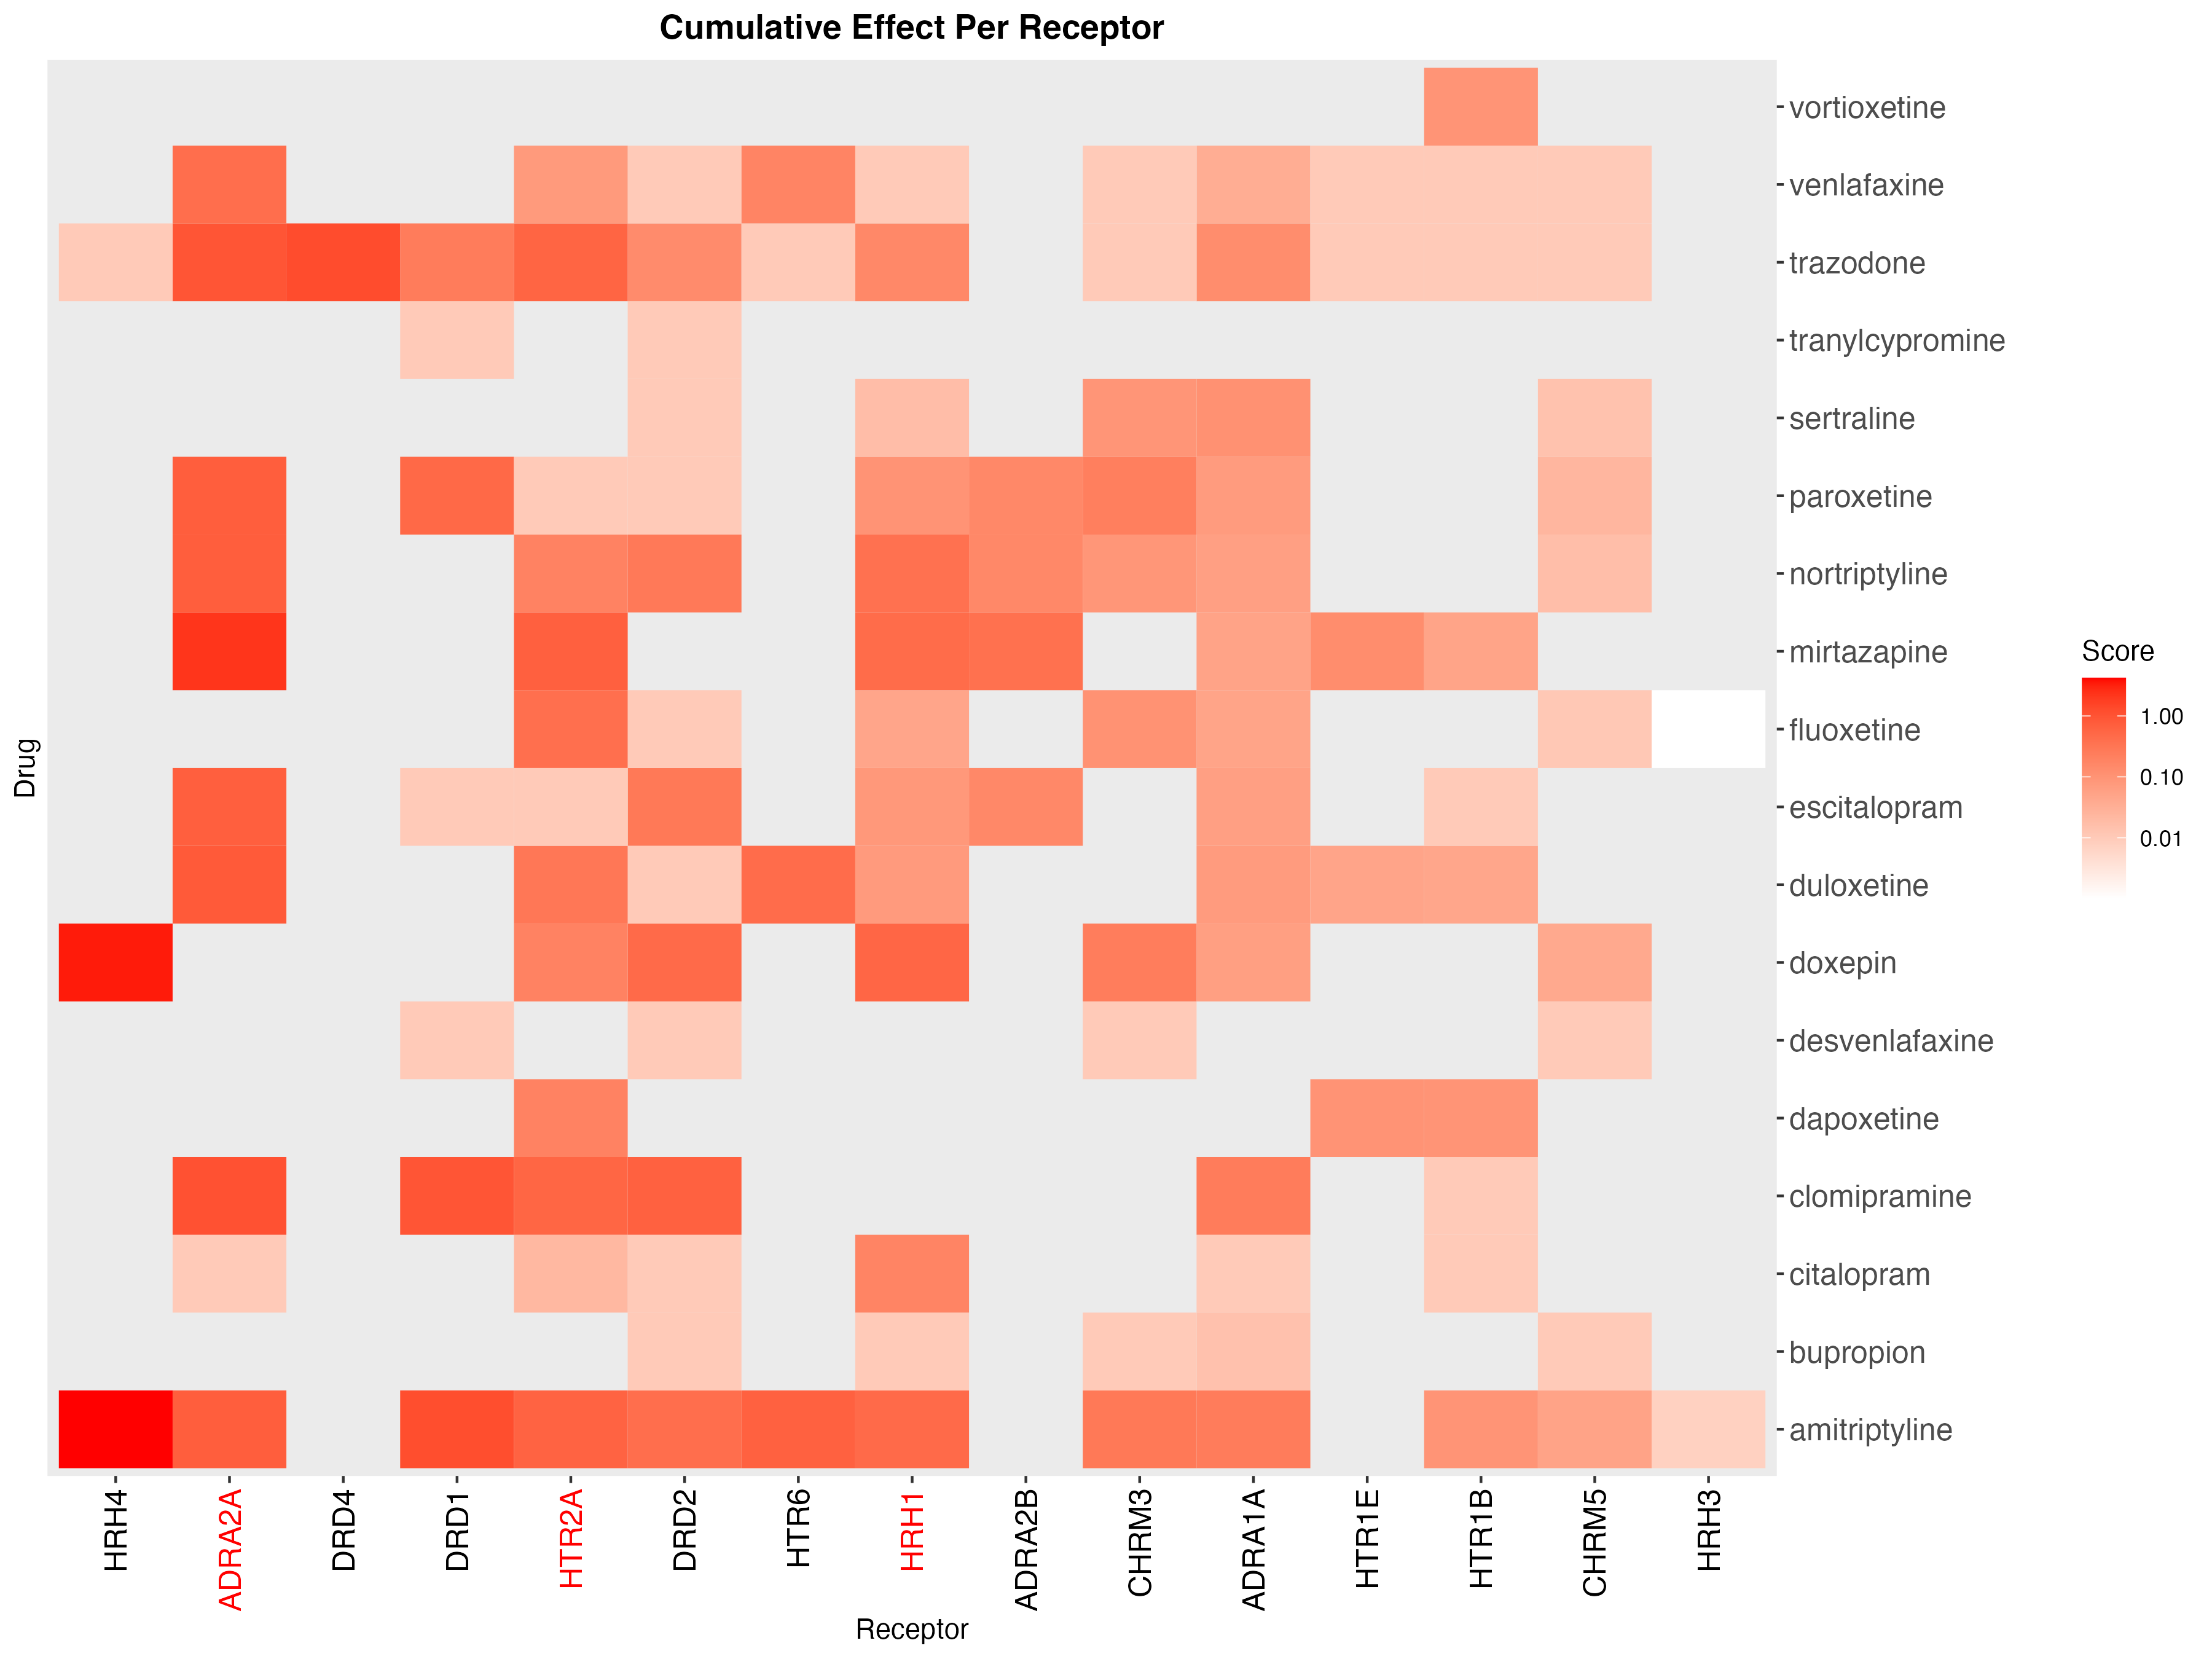 Cumulative Effect Per Receptor
vortioxetine
venlafaxine
trazodone
tranylcypromine
sertraline
paroxetine
nortriptyline
mirtazapine
fluoxetine
escitalopram
duloxetine
doxepin
desvenlafaxine
dapoxetine
clomipramine
citalopram
bupropion
amitriptyline
Drug
Score
1.00
0.10
0.01
HRH4
ADRA2A
DRD4
DRD1
HTR2A
DRD2
HTR6
HRH1
ADRA2B
CHRM3
ADRA1A
HTR1E
HTR1B
CHRM5
HRH3
Receptor